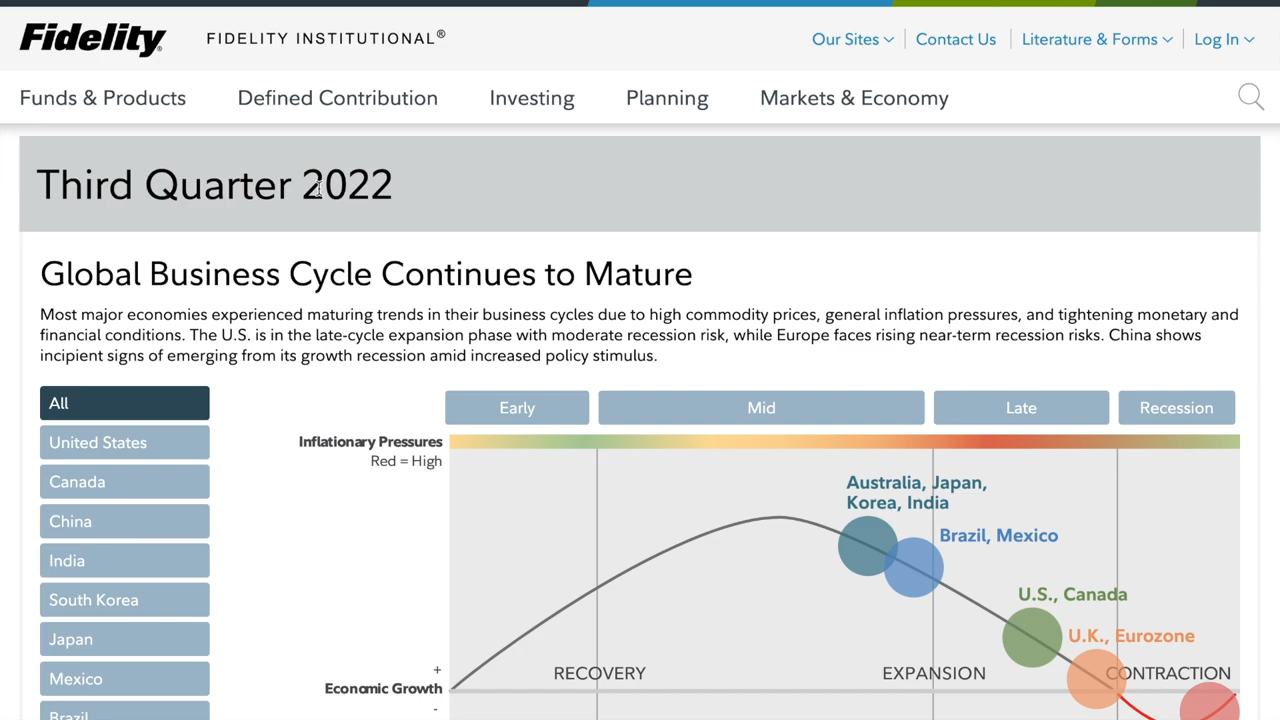 Fidelity
FIDELITY INSTITUTIONAL®
Our Sites
Contact Us
Literature & Forms
Log In
Funds & Products
Defined Contribution
Investing
Planning
Markets & Economy
Third Quarter 2022
Global Business Cycle Continues to Mature
Most major economies experienced maturing trends in their business cycles due to high commodity prices, general inflation pressures, and tightening monetary and
financial conditions. The U.S. is in the late-cycle expansion phase with moderate recession risk, while Europe faces rising near-term recession risks. China shows
incipient signs of emerging from its growth recession amid increased policy stimulus.
All
United States
Canada
China
India
South Korea
Japan
Mexico
Brazil
Early
Mid
Late
Recession
Inflationary Pressures
Red = High
Australia, Japan,
Korea, India
Brazil, Mexico
U.S., Canada
U.K., Eurozone
RECOVERY
EXPANSION
CONTRACTION
+
Economic Growth
-